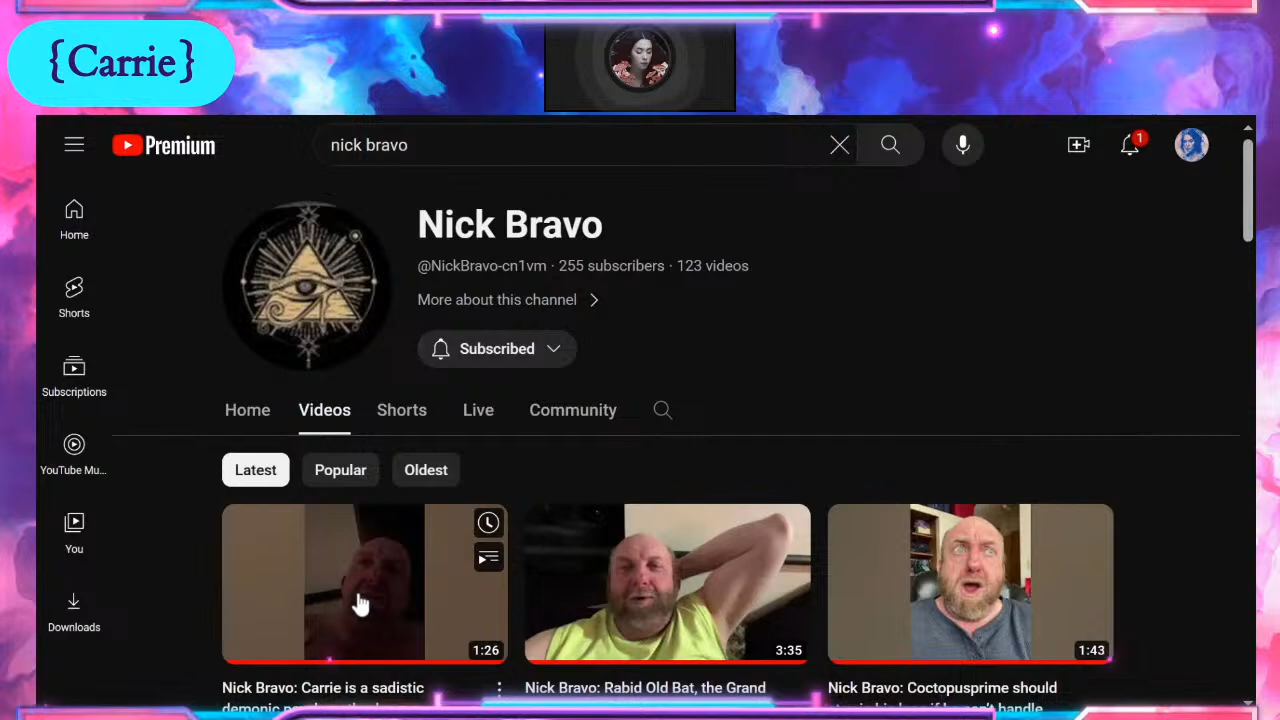 {Carrie}
Premium
nick bravo
1
Home
Shorts
Subscriptions
YouTube Mu...
You
Downloads
Nick Bravo
@NickBravo-cn1vm · 255 subscribers · 123 videos
More about this channel
Subscribed
Home Videos Shorts Live Community
Latest Popular Oldest
1:26
3:35
1:43
Nick Bravo: Carrie is a sadistic
Nick Bravo: Rabid Old Bat, the Grand
Nick Bravo: Coctopusprime should